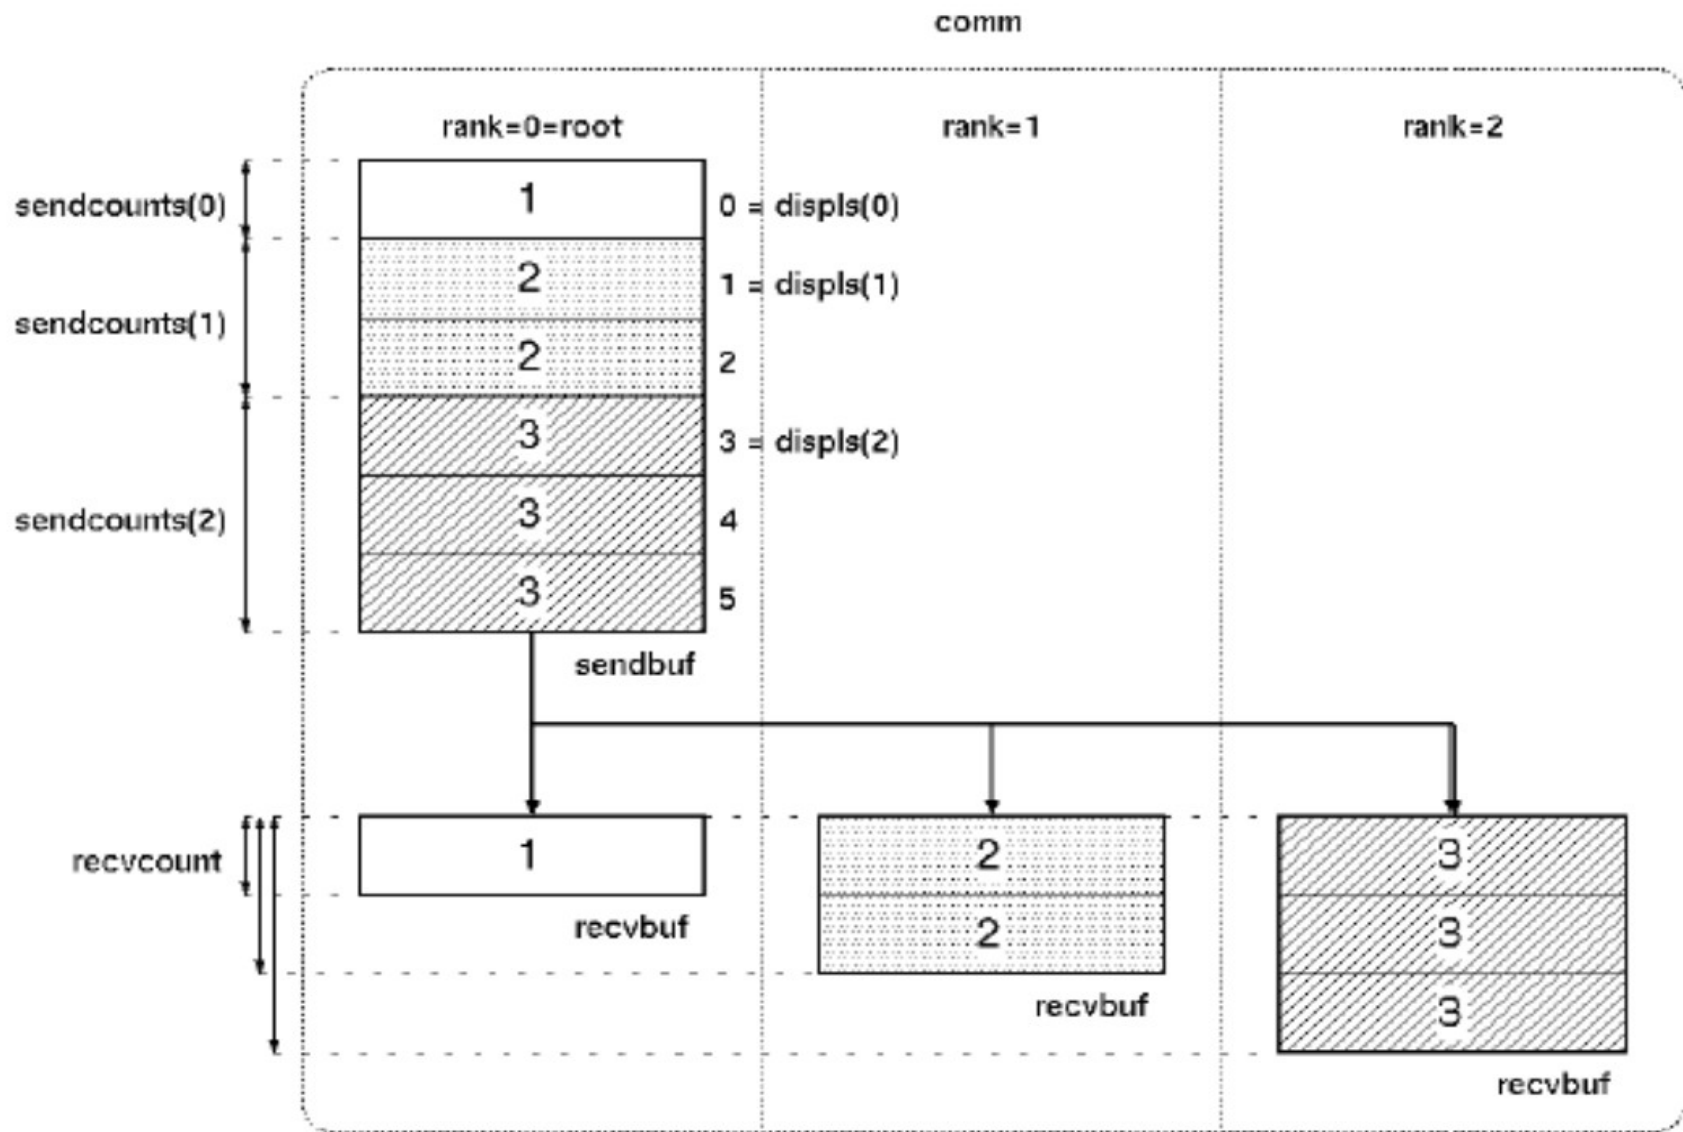 comm
rank=0=root
rank=1
rank=2
sendcounts(0)
1
0 = displs(0)
2
1 = displs(1)
sendcounts(1)
2
2
3
3 = displs(2)
sendcounts(2)
3
4
3
5
sendbuf
recvcount
1
2
3
recvbuf
2
3
recvbuf
3
recvbuf